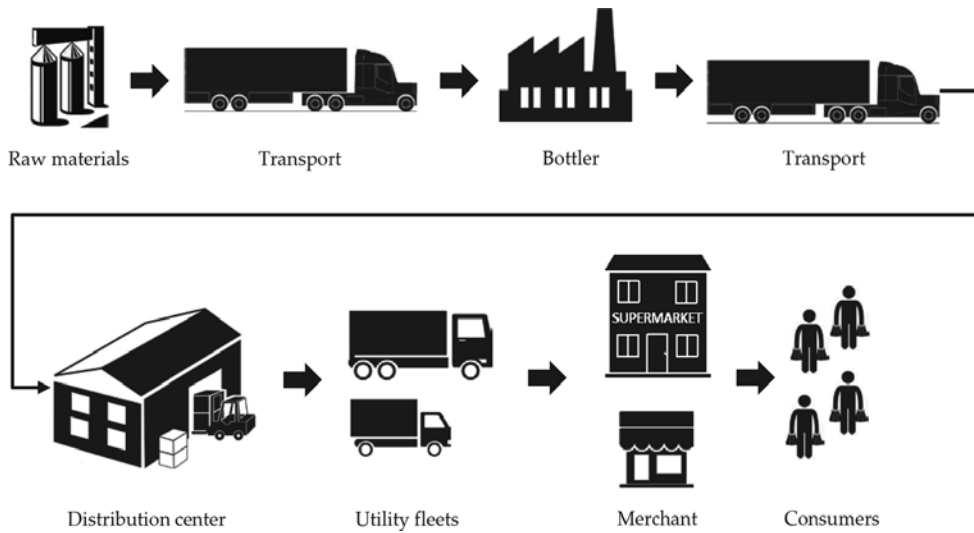 Raw materials
Transport
Bottler
Transport
SUPERMARKET
Distribution center
Utility fleets
Merchant
Consumers